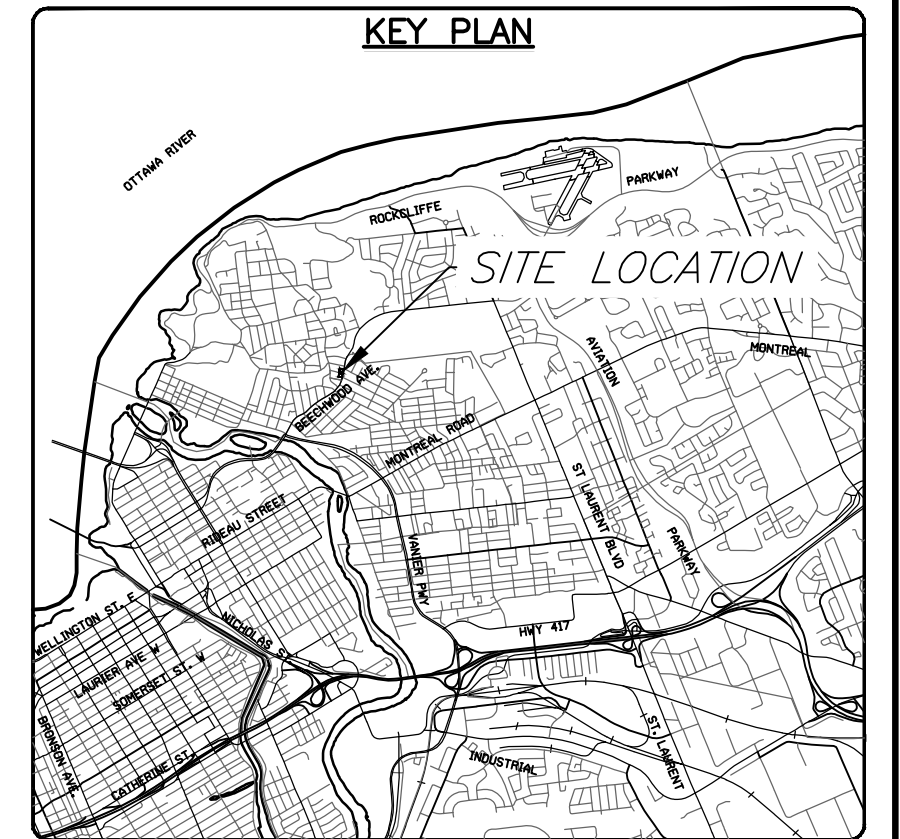 KEY PLAN
OTTAWA RIVER
ROCKCLIFFE
PARKWAY
SITE LOCATION
AVIATION
MONTREAL
BEECHWOOD AVE.
MONTREAL ROAD
ST LAURENT BLVD
RIDEAU STREET
VANIER PWY
PARKWAY
WELLINGTON ST.
NICHOLAS
HWY 417
LAURIER AVE W
SOMERSET ST. W
BRONSON AVE.
CATHERINE ST.
INDUSTRIAL
ST. LAURENT